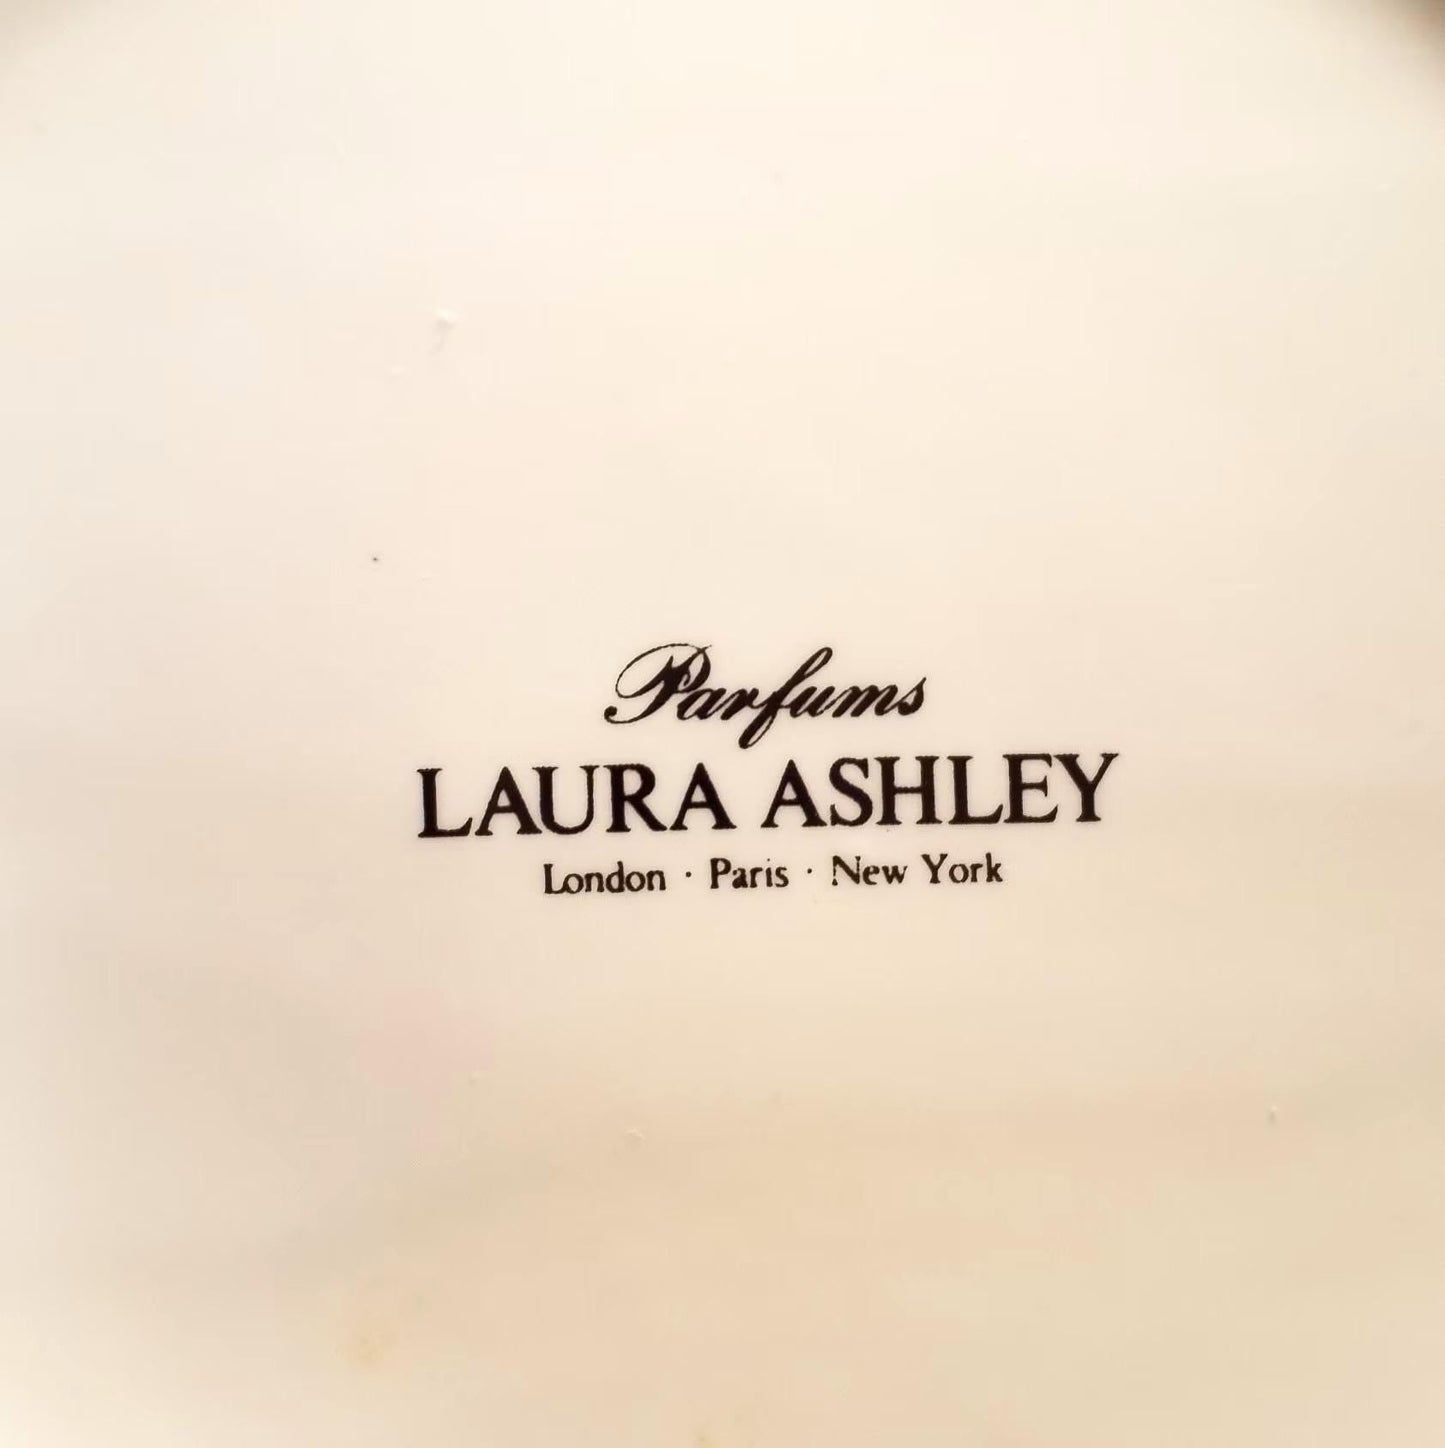 Parfums
LAURA ASHLEY
London · Paris · New York